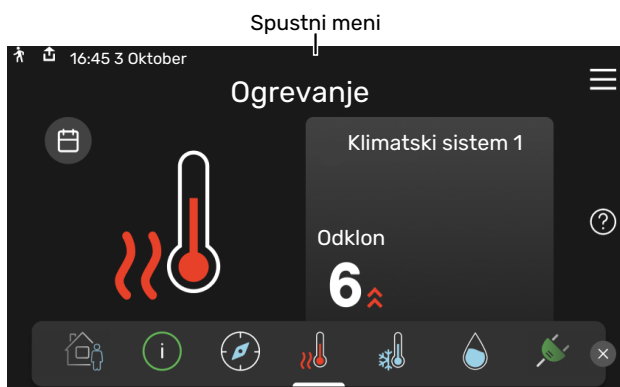 Spustni meni
16:45 3 Oktober
Ogrevanje
Klimatski sistem 1
Odklon
6